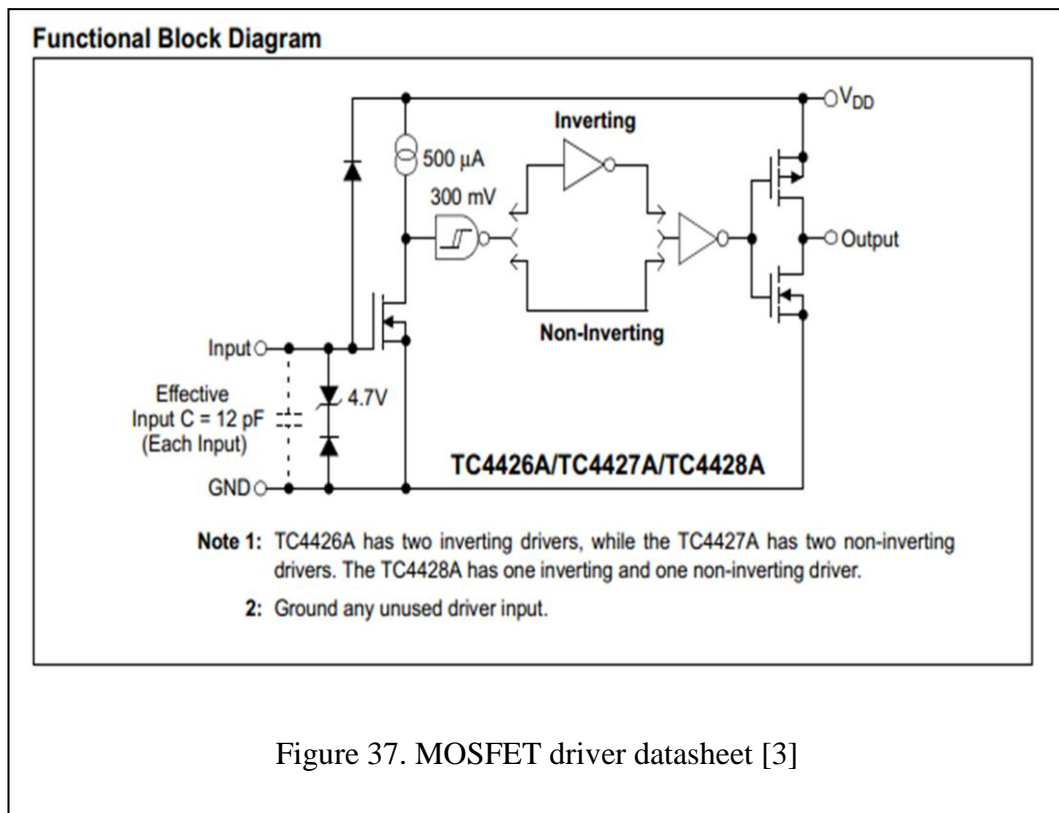 Functional Block Diagram
V_DD
Inverting
500 µA
300 mV
Output
Non-Inverting
Input
Effective
Input C = 12 pF
(Each Input)
4.7V
TC4426A/TC4427A/TC4428A
GND
Note 1: TC4426A has two inverting drivers, while the TC4427A has two non-inverting
drivers. The TC4428A has one inverting and one non-inverting driver.
2: Ground any unused driver input.
Figure 37. MOSFET driver datasheet [3]